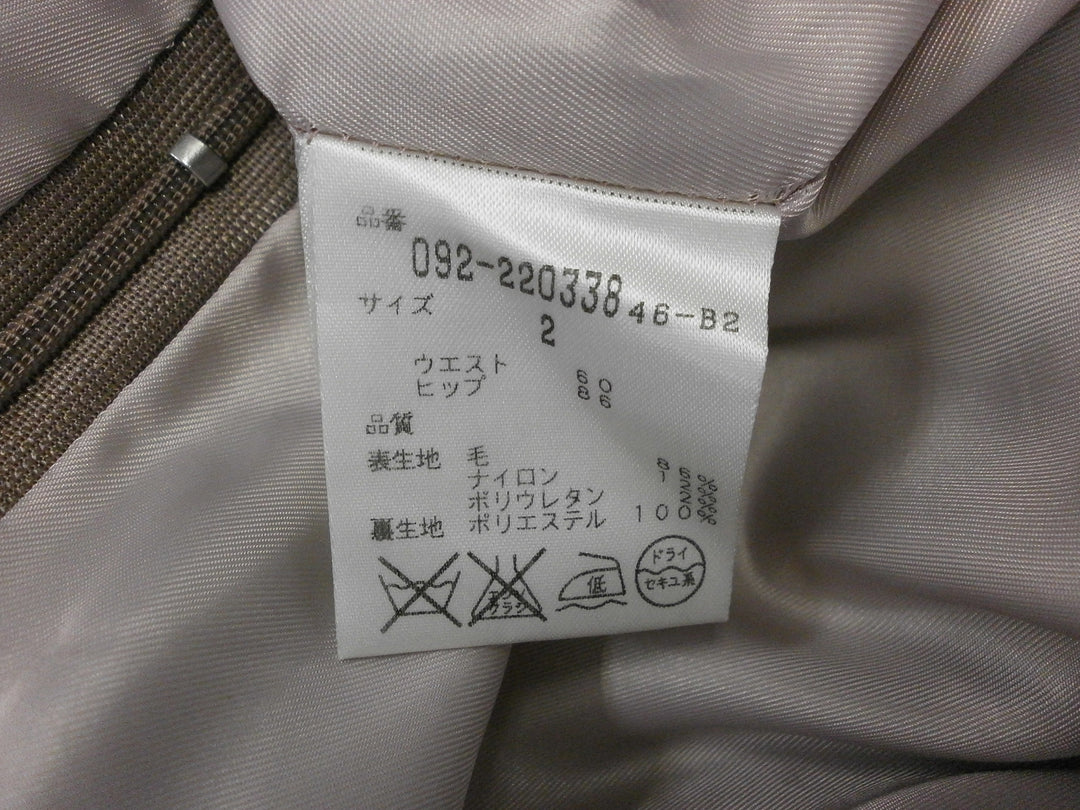 品番
092-220338 46-B2
サイズ
2
ウエスト 60
ヒップ 86
品質
表生地 毛
ナイロン
ポリウレタン
裏生地 ポリエステル 100%
低
ドライ
セキユ系